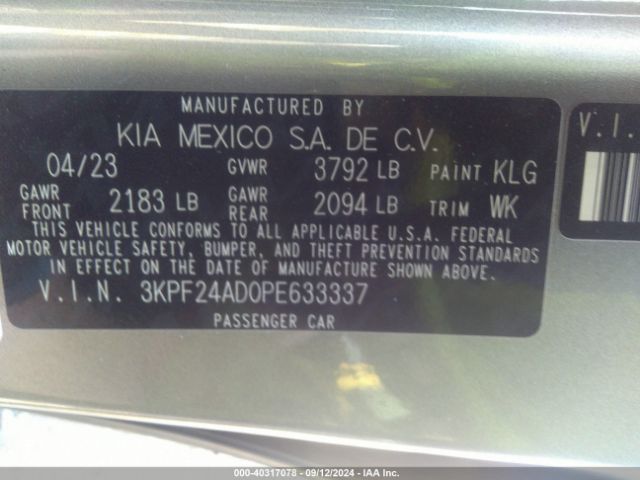 MANUFACTURED BY
KIA MEXICO S.A. DE C.V.
04/23 GVWR 3792 LB PAINT KLG
GAWR FRONT 2183 LB GAWR REAR 2094 LB TRIM WK
THIS VEHICLE CONFORMS TO ALL APPLICABLE U.S.A. FEDERAL
MOTOR VEHICLE SAFETY, BUMPER, AND THEFT PREVENTION STANDARDS
IN EFFECT ON THE DATE OF MANUFACTURE SHOWN ABOVE.
V.I.N. 3KPF24AD0PE633337
PASSENGER CAR
V.I.
000-40317078 - 09/12/2024 - IAA Inc.